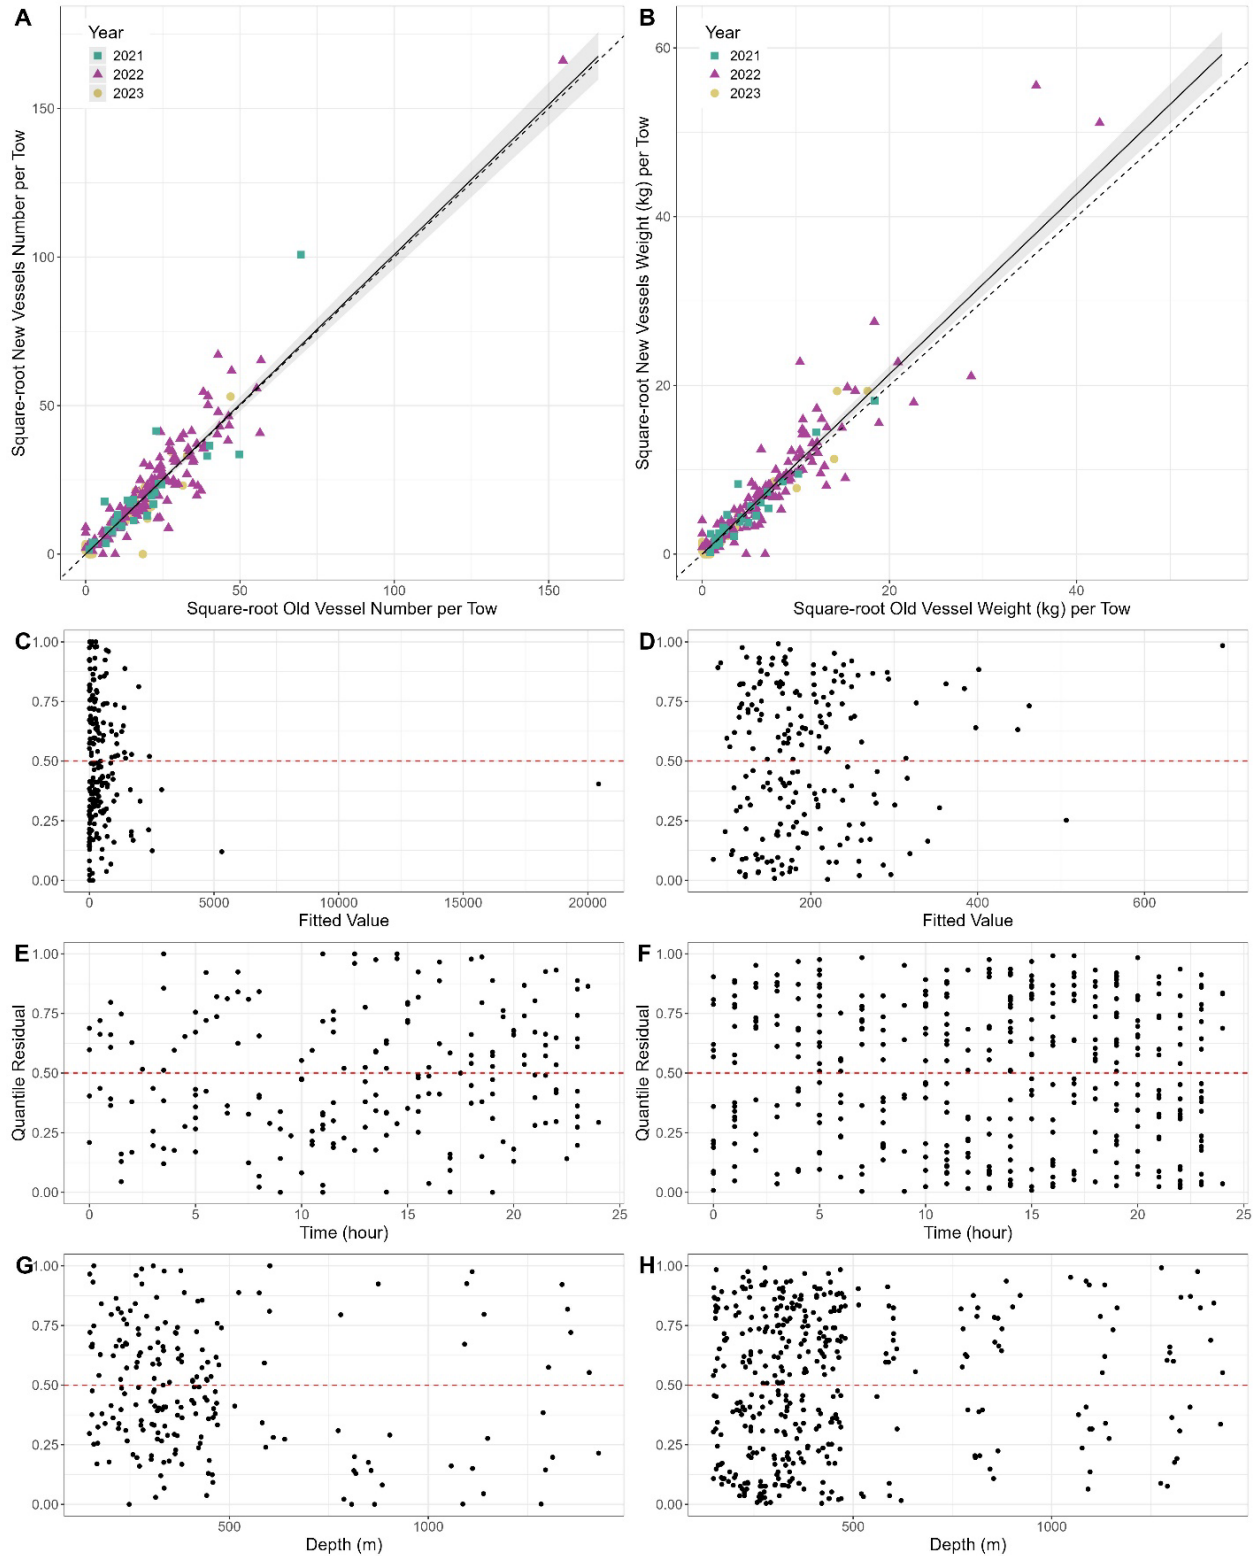 A
Year
2021
2022
2023
Square-root New Vessels Number per Tow
150
100
50
0
0 50 100 150
Square-root Old Vessel Number per Tow
B
Year
2021
2022
2023
Square-root New Vessels Weight (kg) per Tow
60
40
20
0
0 20 40
Square-root Old Vessel Weight (kg) per Tow
C
1.00
0.75
0.50
0.25
0.00
0 5000 10000 15000 20000
Fitted Value
D
1.00
0.75
0.50
0.25
0.00
200 400 600
Fitted Value
E
Quantile Residual
1.00
0.75
0.50
0.25
0.00
0 5 10 15 20 25
Time (hour)
F
Quantile Residual
1.00
0.75
0.50
0.25
0.00
0 5 10 15 20 25
Time (hour)
G
1.00
0.75
0.50
0.25
0.00
500 1000
Depth (m)
H
1.00
0.75
0.50
0.25
0.00
500 1000
Depth (m)